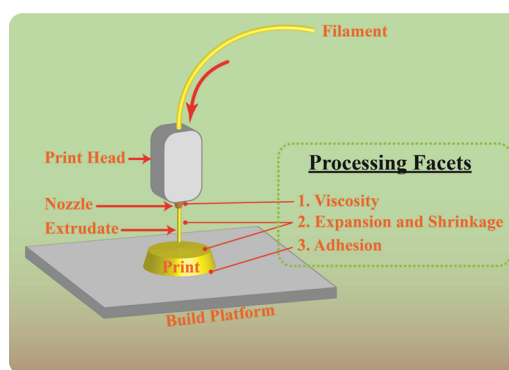 Filament
Print Head
Processing Facets
Nozzle
1. Viscosity
Extrudate
2. Expansion and Shrinkage
3. Adhesion
Print
Build Platform